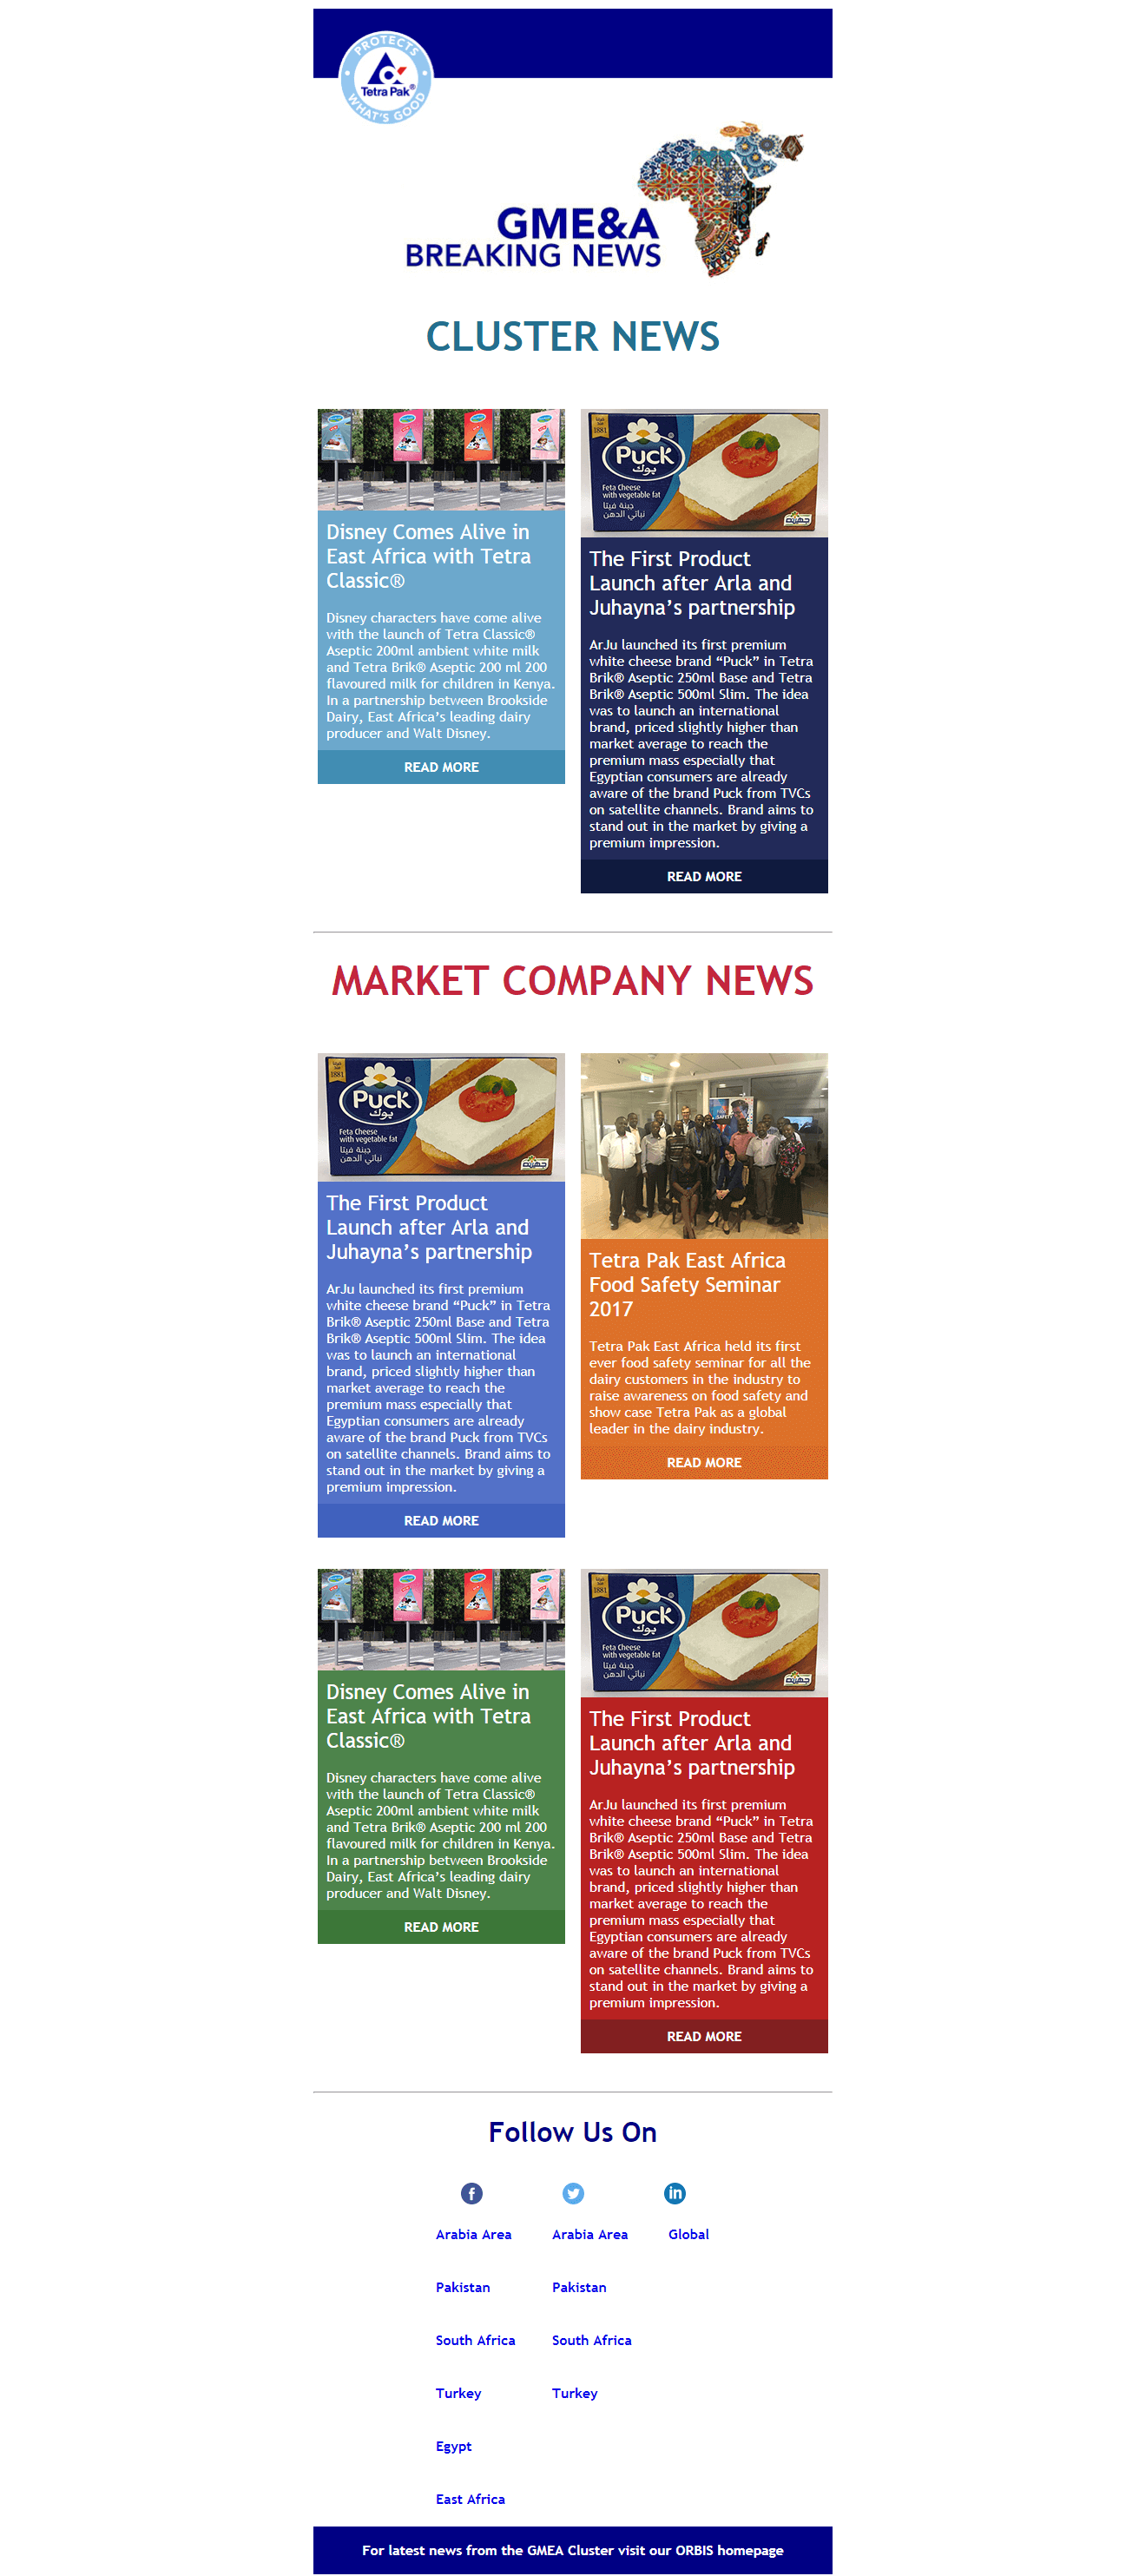 PROTECTS
Tetra Pak®
WHAT'S GOOD
GME&A
BREAKING NEWS
CLUSTER NEWS
Puck
بوك
Feta Cheese
with vegetable fat
جبنة فيتا
نباتي الدهن
Disney Comes Alive in
East Africa with Tetra
Classic®
Disney characters have come alive
with the launch of Tetra Classic®
Aseptic 200ml ambient white milk
and Tetra Brik® Aseptic 200 ml 200
flavoured milk for children in Kenya.
In a partnership between Brookside
Dairy, East Africa’s leading dairy
producer and Walt Disney.
READ MORE
The First Product
Launch after Arla and
Juhayna’s partnership
ArJu launched its first premium
white cheese brand “Puck” in Tetra
Brik® Aseptic 250ml Base and Tetra
Brik® Aseptic 500ml Slim. The idea
was to launch an international
brand, priced slightly higher than
market average to reach the
premium mass especially that
Egyptian consumers are already
aware of the brand Puck from TVCs
on satellite channels. Brand aims to
stand out in the market by giving a
premium impression.
READ MORE
MARKET COMPANY NEWS
Puck
بوك
Feta Cheese
with vegetable fat
جبنة فيتا
نباتي الدهن
The First Product
Launch after Arla and
Juhayna’s partnership
ArJu launched its first premium
white cheese brand “Puck” in Tetra
Brik® Aseptic 250ml Base and Tetra
Brik® Aseptic 500ml Slim. The idea
was to launch an international
brand, priced slightly higher than
market average to reach the
premium mass especially that
Egyptian consumers are already
aware of the brand Puck from TVCs
on satellite channels. Brand aims to
stand out in the market by giving a
premium impression.
READ MORE
Tetra Pak East Africa
Food Safety Seminar
2017
Tetra Pak East Africa held its first
ever food safety seminar for all the
dairy customers in the industry to
raise awareness on food safety and
show case Tetra Pak as a global
leader in the dairy industry.
READ MORE
Disney Comes Alive in
East Africa with Tetra
Classic®
Disney characters have come alive
with the launch of Tetra Classic®
Aseptic 200ml ambient white milk
and Tetra Brik® Aseptic 200 ml 200
flavoured milk for children in Kenya.
In a partnership between Brookside
Dairy, East Africa’s leading dairy
producer and Walt Disney.
READ MORE
Puck
بوك
Feta Cheese
with vegetable fat
جبنة فيتا
نباتي الدهن
The First Product
Launch after Arla and
Juhayna’s partnership
ArJu launched its first premium
white cheese brand “Puck” in Tetra
Brik® Aseptic 250ml Base and Tetra
Brik® Aseptic 500ml Slim. The idea
was to launch an international
brand, priced slightly higher than
market average to reach the
premium mass especially that
Egyptian consumers are already
aware of the brand Puck from TVCs
on satellite channels. Brand aims to
stand out in the market by giving a
premium impression.
READ MORE
Follow Us On
Arabia Area Arabia Area Global
Pakistan Pakistan
South Africa South Africa
Turkey Turkey
Egypt
East Africa
For latest news from the GMEA Cluster visit our ORBIS homepage